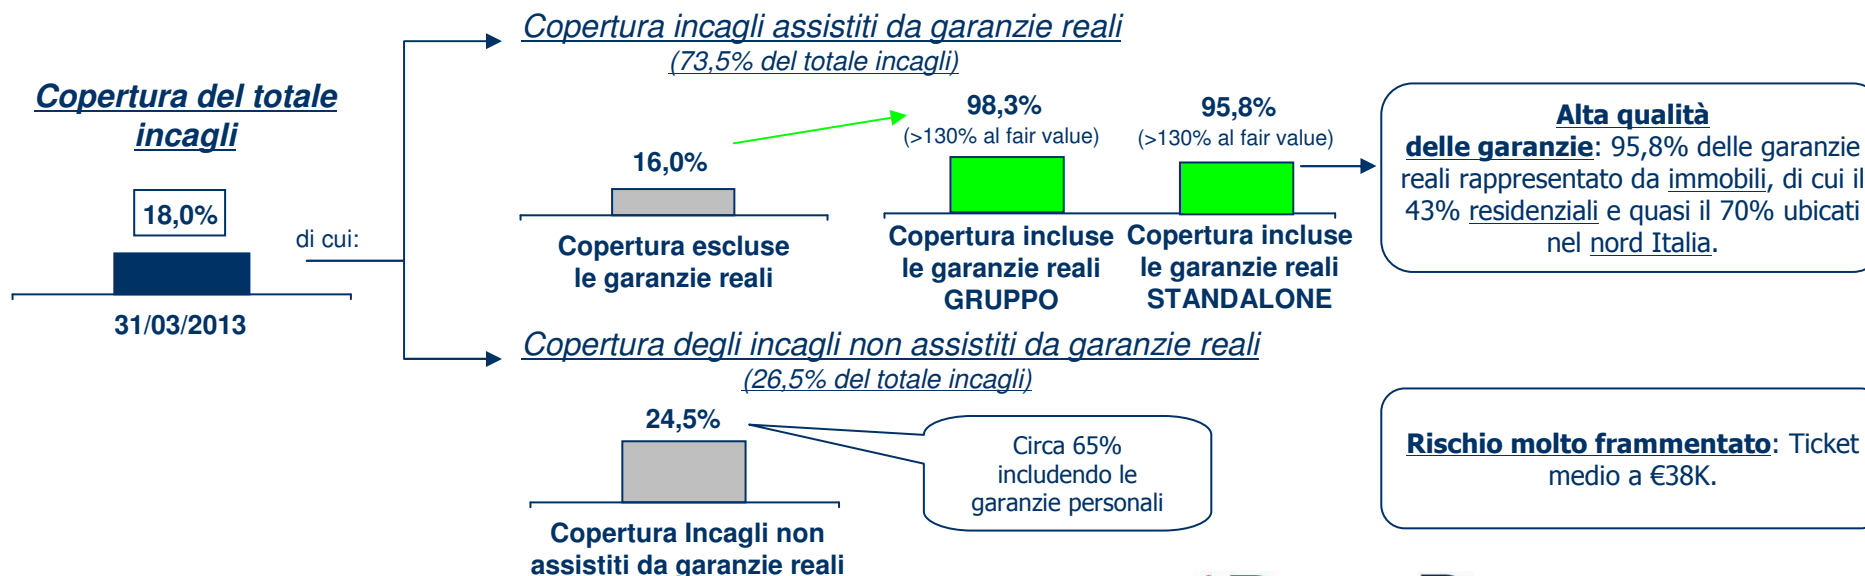 Copertura del totale
incagli
18,0%
31/03/2013
di cui:
Copertura incagli assistiti da garanzie reali
(73,5% del totale incagli)
16,0%
Copertura escluse
le garanzie reali
98,3%
(>130% al fair value)
Copertura incluse
le garanzie reali
GRUPPO
95,8%
(>130% al fair value)
Copertura incluse
le garanzie reali
STANDALONE
Alta qualità
delle garanzie: 95,8% delle garanzie
reali rappresentato da immobili, di cui il
43% residenziali e quasi il 70% ubicati
nel nord Italia.
Copertura degli incagli non assistiti da garanzie reali
(26,5% del totale incagli)
24,5%
Copertura Incagli non
assistiti da garanzie reali
Circa 65%
includendo le
garanzie personali
Rischio molto frammentato: Ticket
medio a €38K.